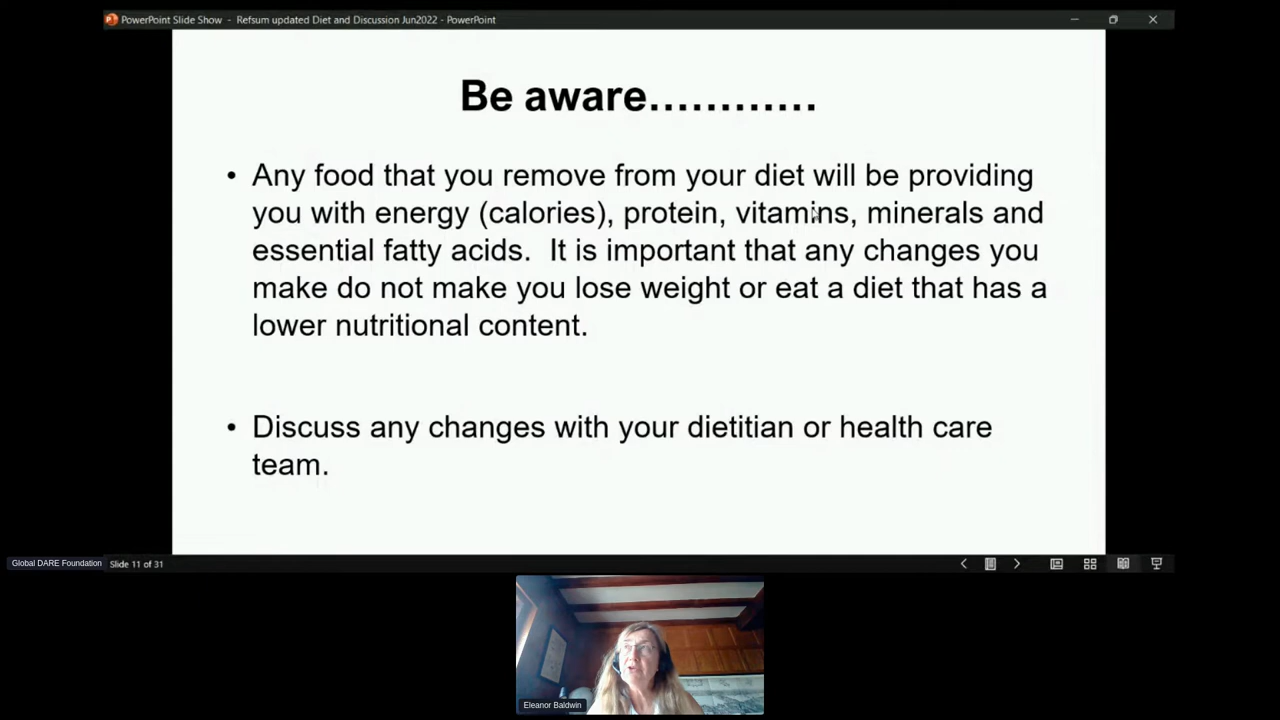 PowerPoint Slide Show - Refsum updated Diet and Discussion Jun2022 - PowerPoint
Be aware............
• Any food that you remove from your diet will be providing
you with energy (calories), protein, vitamins, minerals and
essential fatty acids. It is important that any changes you
make do not make you lose weight or eat a diet that has a
lower nutritional content.
• Discuss any changes with your dietitian or health care
team.
Global DARE Foundation
Slide 11 of 31
Eleanor Baldwin